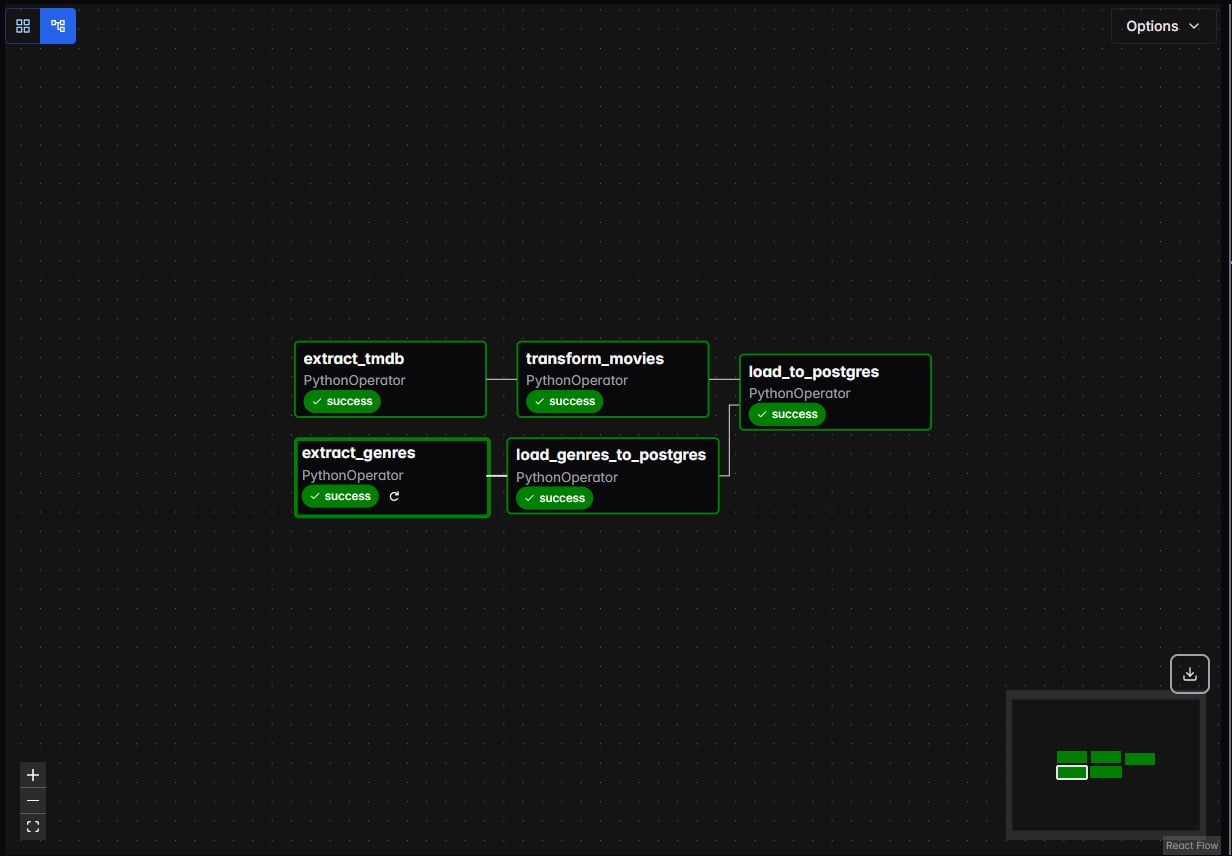 Options
extract_tmdb
PythonOperator
success
transform_movies
PythonOperator
success
load_to_postgres
PythonOperator
success
extract_genres
PythonOperator
success
load_genres_to_postgres
PythonOperator
success
React Flow